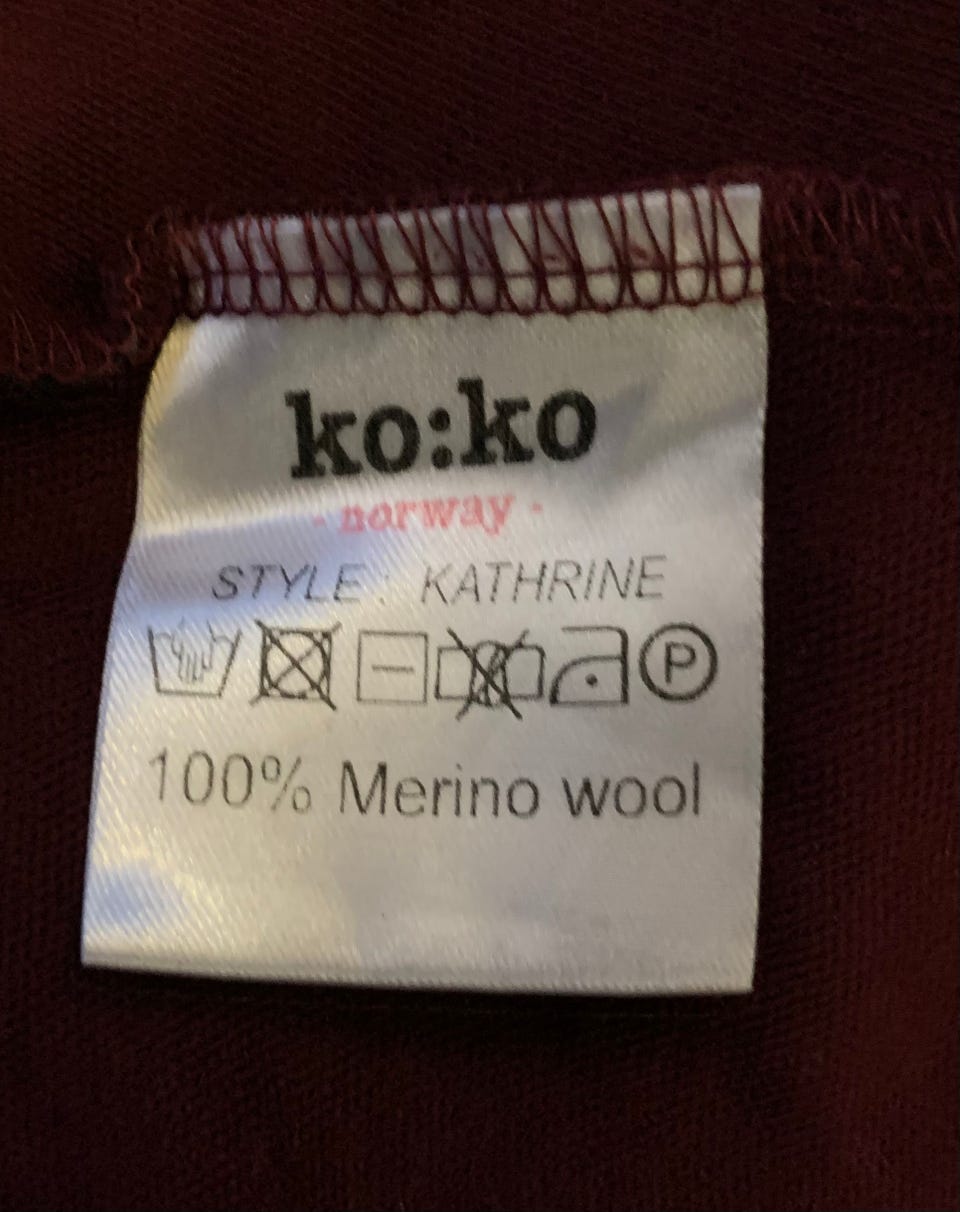 ko:ko
- norway -
STYLE : KATHRINE
P
100% Merino wool